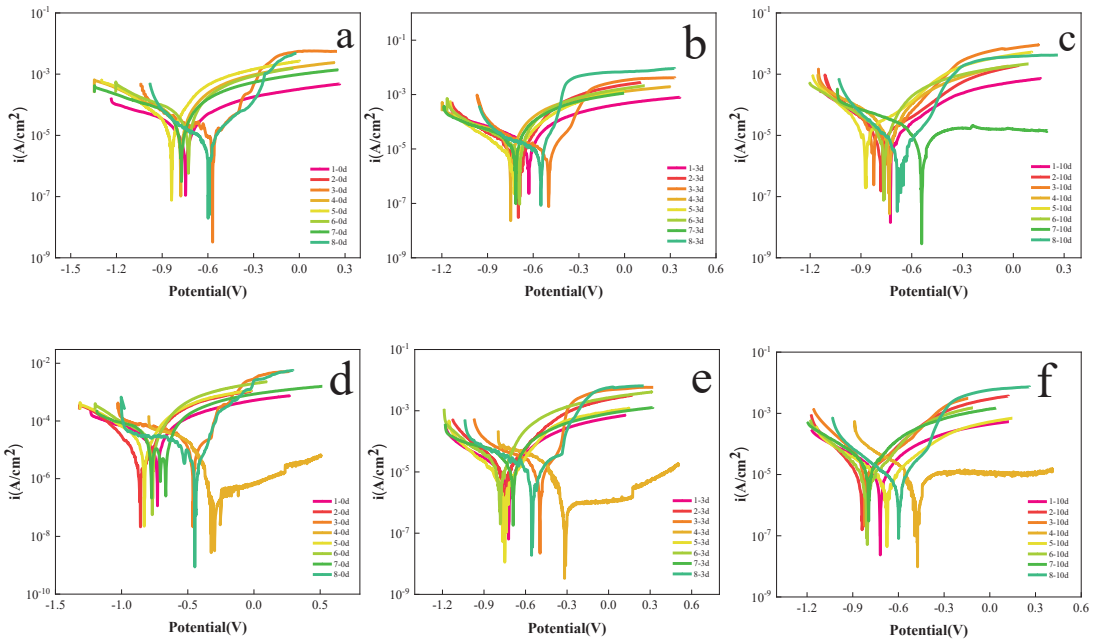 a
10⁻¹
10⁻³
10⁻⁵
10⁻⁷
10⁻⁹
i(A/cm²)
1-0d
2-0d
3-0d
4-0d
5-0d
6-0d
7-0d
8-0d
-1.5 -1.2 -0.9 -0.6 -0.3 0.0 0.3 0.6
Potential(V)
b
10¹
10⁻¹
10⁻³
10⁻⁵
10⁻⁷
10⁻⁹
i(A/cm²)
1-3d
2-3d
3-3d
4-3d
5-3d
6-3d
7-3d
8-3d
-1.2 -0.9 -0.6 -0.3 0.0 0.3 0.6
Potential(V)
c
10⁻¹
10⁻³
10⁻⁵
10⁻⁷
10⁻⁹
i(A/cm²)
1-10d
2-10d
3-10d
4-10d
5-10d
6-10d
7-10d
8-10d
-1.2 -0.9 -0.6 -0.3 0.0 0.3
Potential(V)
d
10⁻²
10⁻⁴
10⁻⁶
10⁻⁸
10⁻¹⁰
i(A/cm²)
1-0d
2-0d
3-0d
4-0d
5-0d
6-0d
7-0d
8-0d
-1.5 -1.0 -0.5 0.0 0.5
Potential(V)
e
10¹
10⁻¹
10⁻³
10⁻⁵
10⁻⁷
10⁻⁹
i(A/cm²)
1-3d
2-3d
3-3d
4-3d
5-3d
6-3d
7-3d
8-3d
-1.2 -0.9 -0.6 -0.3 0.0 0.3 0.6
Potential(V)
f
10⁻¹
10⁻³
10⁻⁵
10⁻⁷
10⁻⁹
i(A/cm²)
1-10d
2-10d
3-10d
4-10d
5-10d
6-10d
7-10d
8-10d
-1.2 -0.9 -0.6 -0.3 0.0 0.3 0.6
Potential(V)